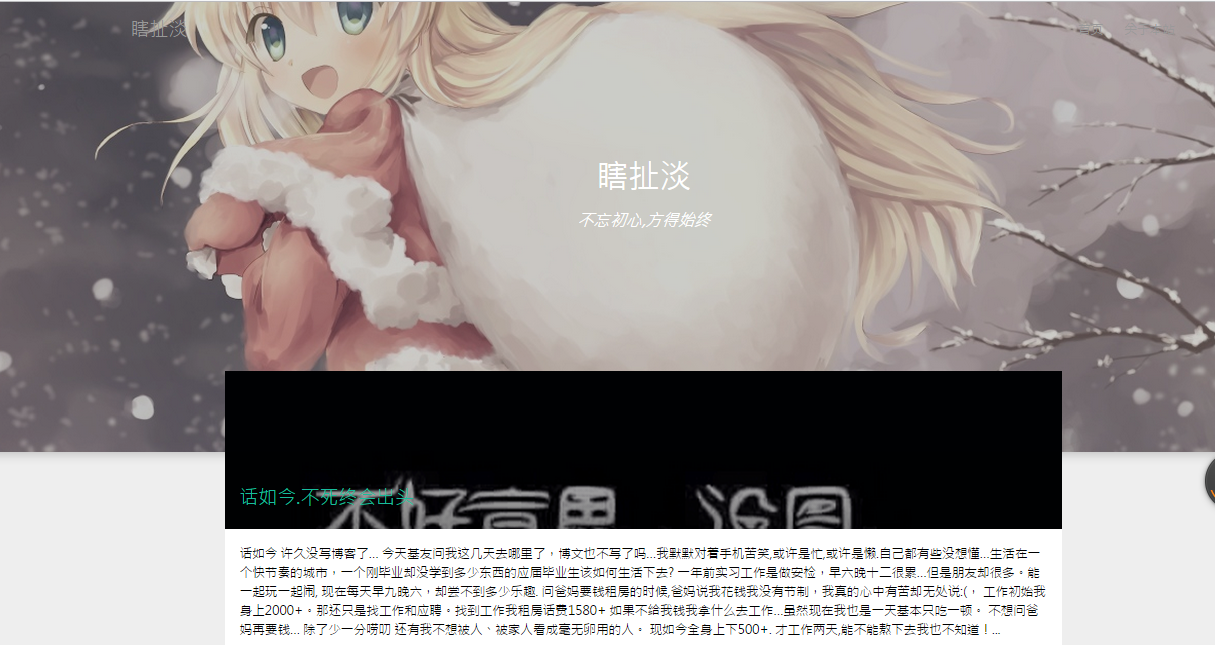 瞎扯淡
首页
瞎扯淡
不忘初心,方得始终
不好意思 没图
话如今.不死终会出头
话如今 许久没写博客了... 今天基友问我这几天去哪里了，博文也不写了吗...我默默对着手机苦笑,或许是忙,或许是懒.自己都有些没想懂...生活在一
个快节奏的城市，一个刚毕业却没学到多少东西的应届毕业生该如何生活下去? 一年前实习工作是做安检，早六晚十二很累...但是朋友却很多。能
一起玩一起闹, 现在每天早九晚六，却尝不到多少乐趣. 问爸妈要钱租房的时候,爸妈说我花钱我没有节制，我真的心中有苦却无处说:(， 工作初始我
身上2000+。那还只是找工作和应聘。找到工作我租房话费1580+ 如果不给我钱我拿什么去工作...虽然现在我也是一天基本只吃一顿。 不想问爸
妈再要钱... 除了少一分唠叨 还有我不想被人、被家人看成毫无卵用的人。 现如今全身上下500+. 才工作两天,能不能熬下去我也不知道！...